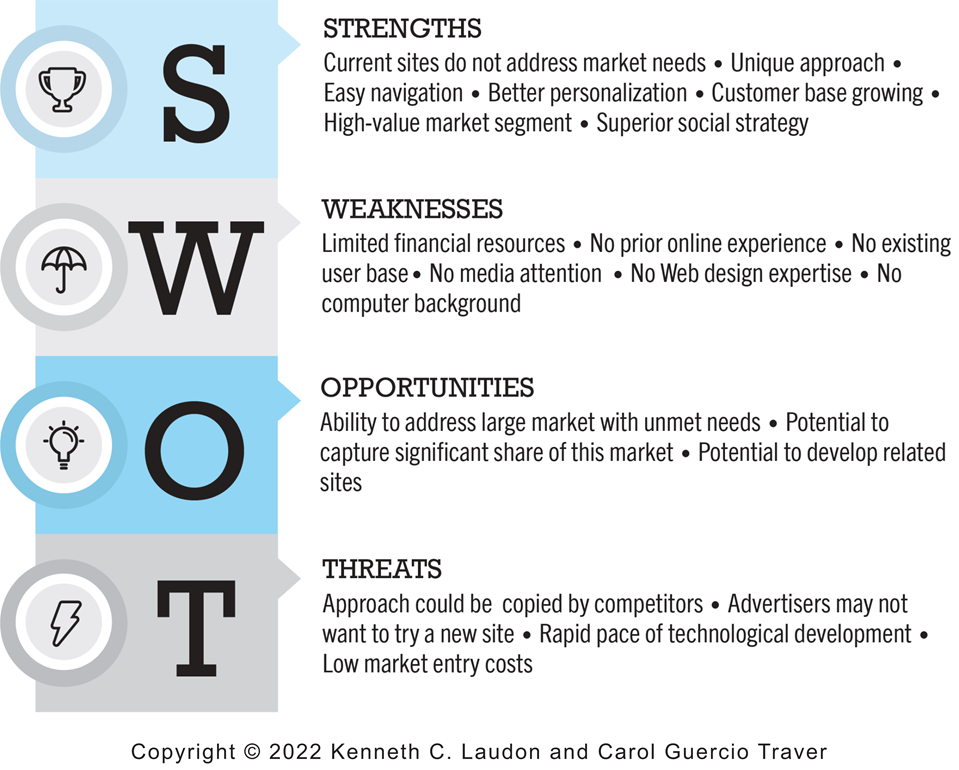 S
STRENGTHS
Current sites do not address market needs • Unique approach •
Easy navigation • Better personalization • Customer base growing •
High-value market segment • Superior social strategy
W
WEAKNESSES
Limited financial resources • No prior online experience • No existing
user base • No media attention • No Web design expertise • No
computer background
O
OPPORTUNITIES
Ability to address large market with unmet needs • Potential to
capture significant share of this market • Potential to develop related
sites
T
THREATS
Approach could be copied by competitors • Advertisers may not
want to try a new site • Rapid pace of technological development •
Low market entry costs
Copyright © 2022 Kenneth C. Laudon and Carol Guercio Traver